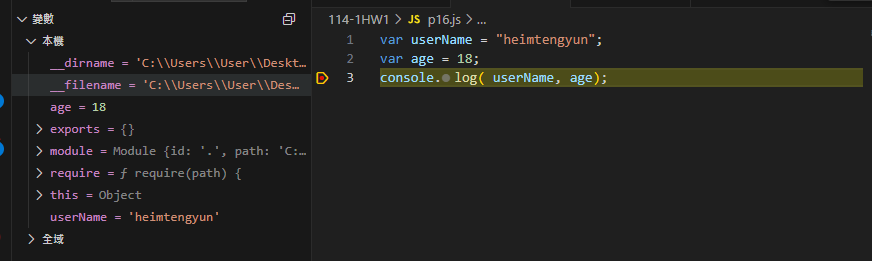 變數
本機
__dirname = 'C:\\Users\\User\\Deskt…
__filename = 'C:\\Users\\User\\Des…
age = 18
exports = {}
module = Module {id: '.', path: 'C:…
require = ƒ require(path) {
this = Object
userName = 'heimtengyun'
全域
114-1HW1 > JS p16.js > ...
1 var userName = "heimtengyun";
2 var age = 18;
3 console. log( userName, age);